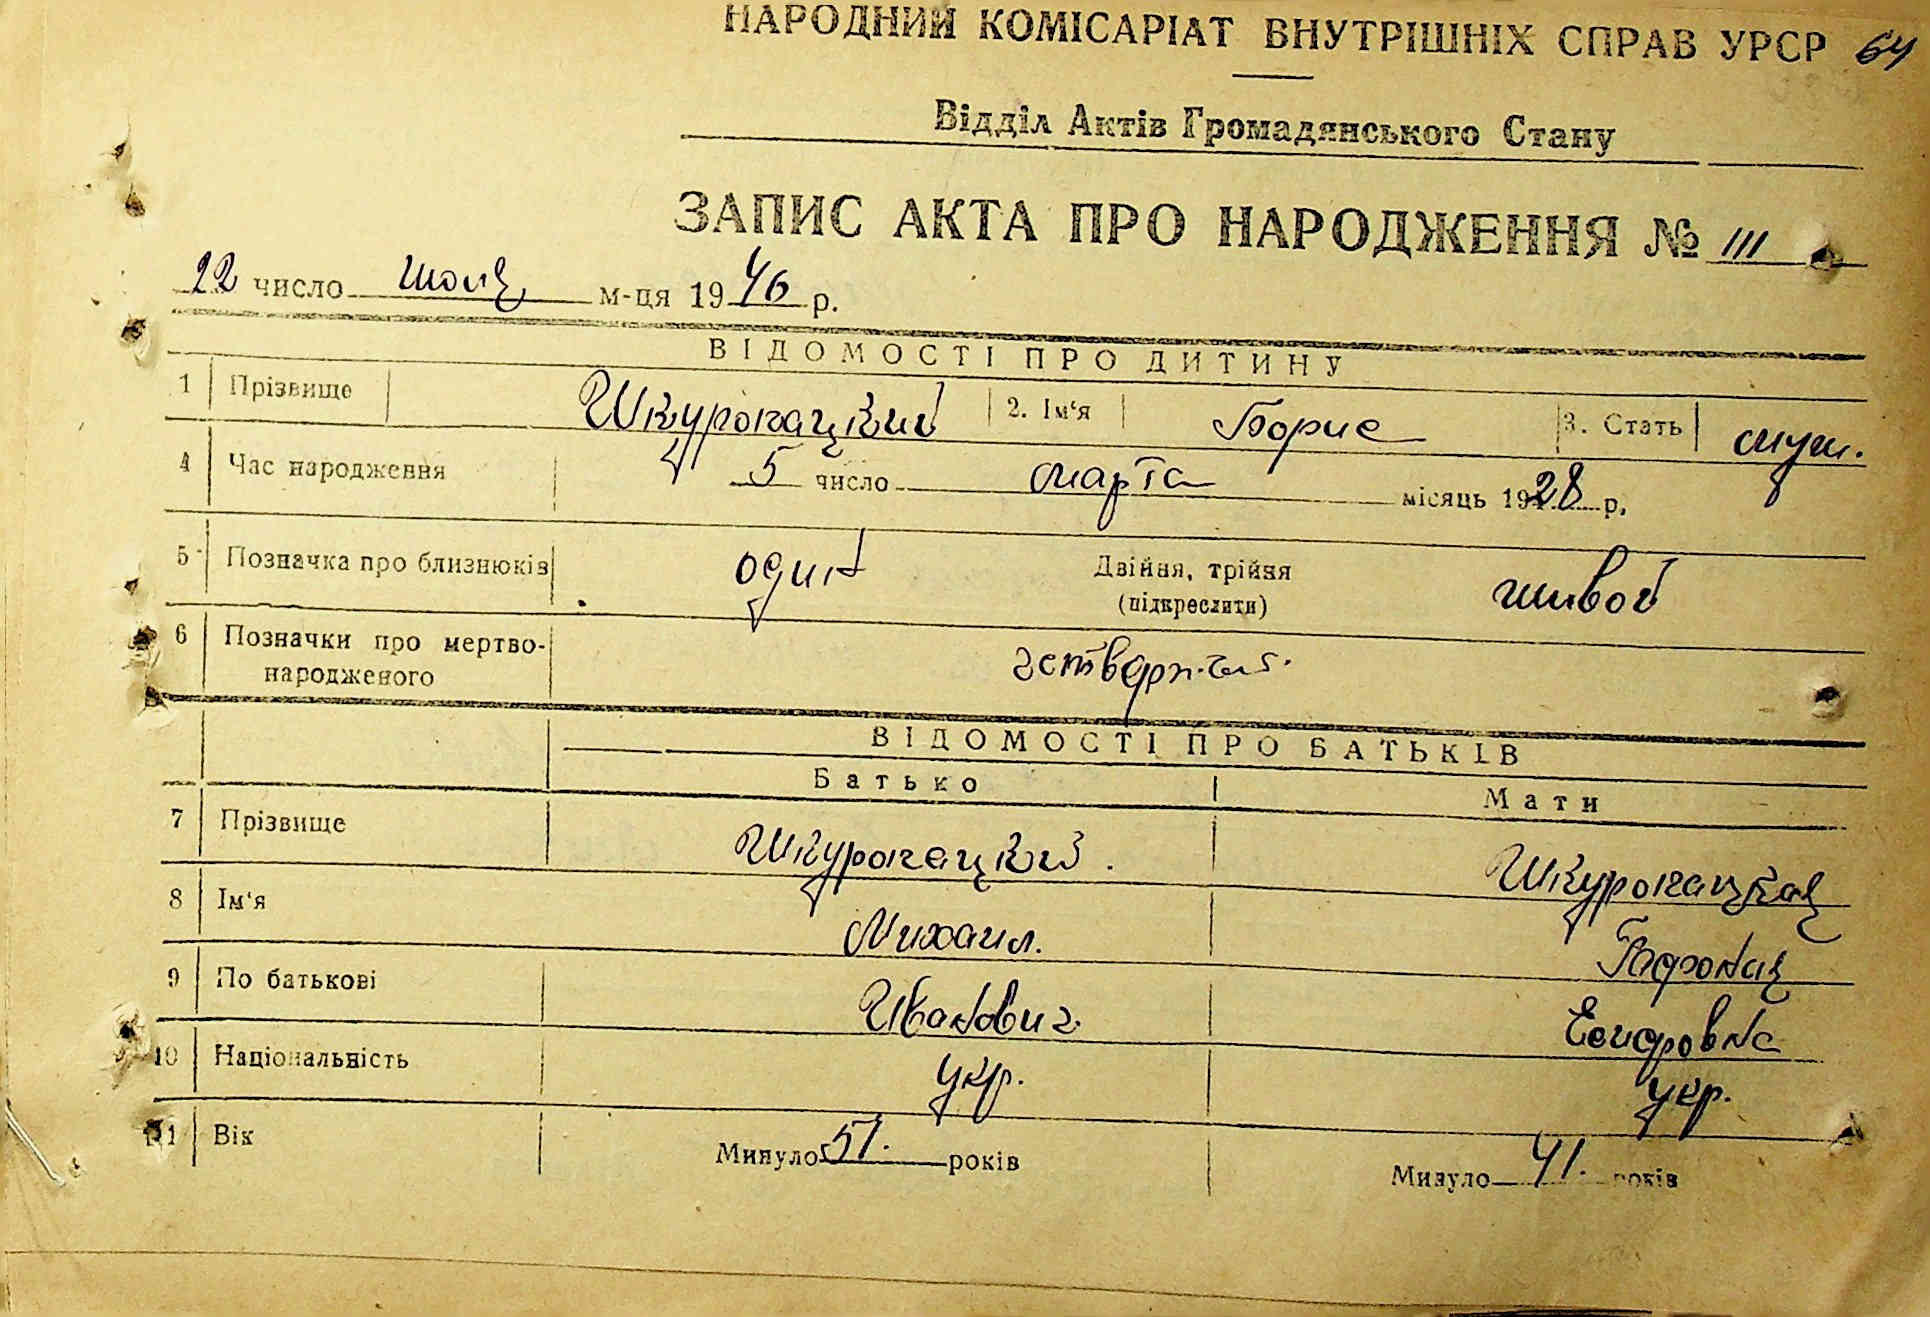 НАРОДНИЙ КОМІСАРІАТ ВНУТРІШНІХ СПРАВ УРСР 64
Відділ Актів Громадянського Стану
ЗАПИС АКТА ПРО НАРОДЖЕННЯ № 111
22 число июля м-ця 1946 р.
ВІДОМОСТІ ПРО ДИТИНУ
1 Прізвище Шкуропацкий 2. Ім'я Борис 3. Стать муж.
4 Час народження 5 число марта місяць 1928 р.
5 Позначка про близнюків один Двійня, трійня (підкреслити) живой
6 Позначки про мертвонародженого
ВІДОМОСТІ ПРО БАТЬКІВ
Батько Мати
7 Прізвище Шкуропацкий. Шкуропацкая
8 Ім'я Михаил.
9 По батькові Иванович
10 Національність укр. укр.
11 Вік Минуло 51. років Минуло 41. років